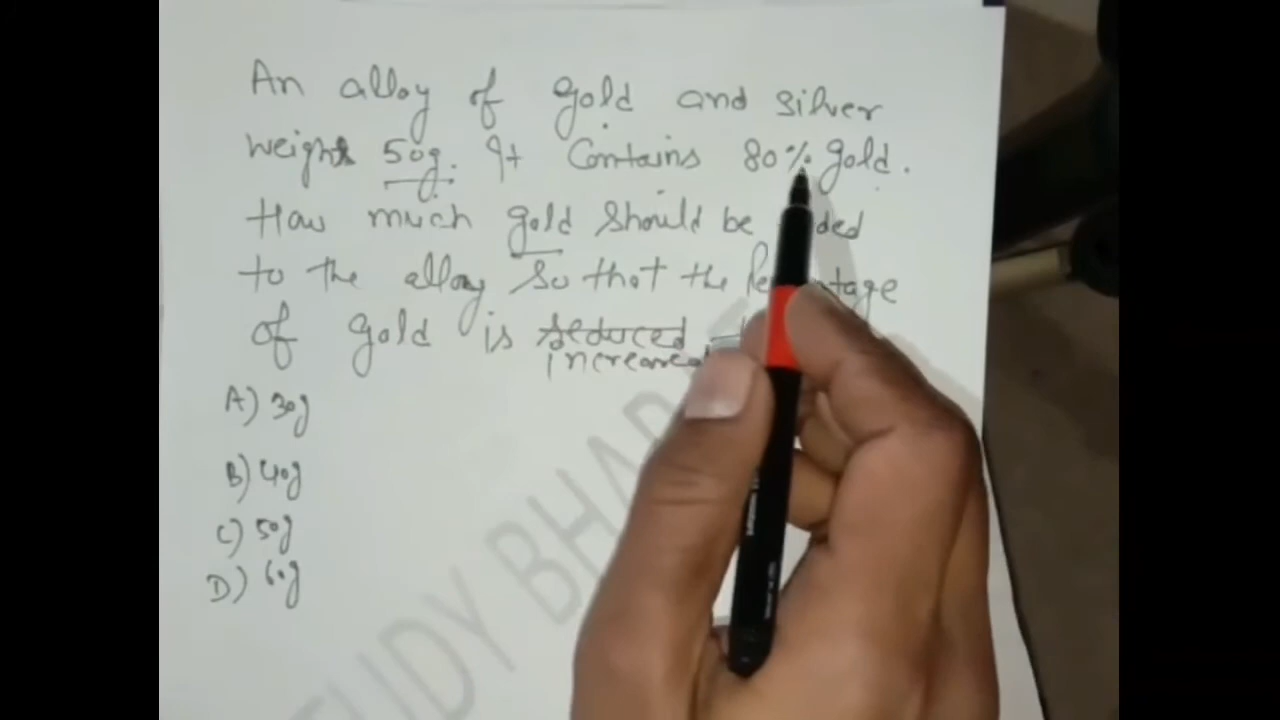 An alloy of gold and silver
weighs 50g. It Contains 80% gold.
How much gold should be
to the alloy so that the
of gold is reduced
increased
A) 30g
B) 40g
C) 50g
D) 60g
STUDY